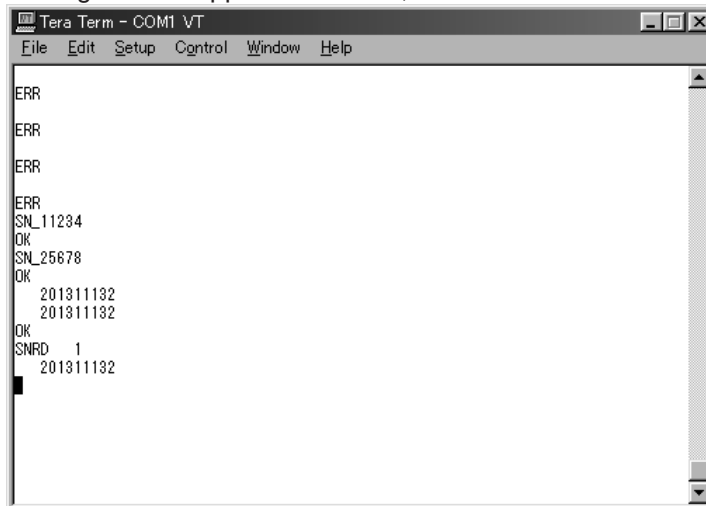 Tera Term - COM1 VT
File Edit Setup Control Window Help
ERR
ERR
ERR
ERR
SN_11234
OK
SN_25678
OK
201311132
201311132
OK
SNRD 1
201311132